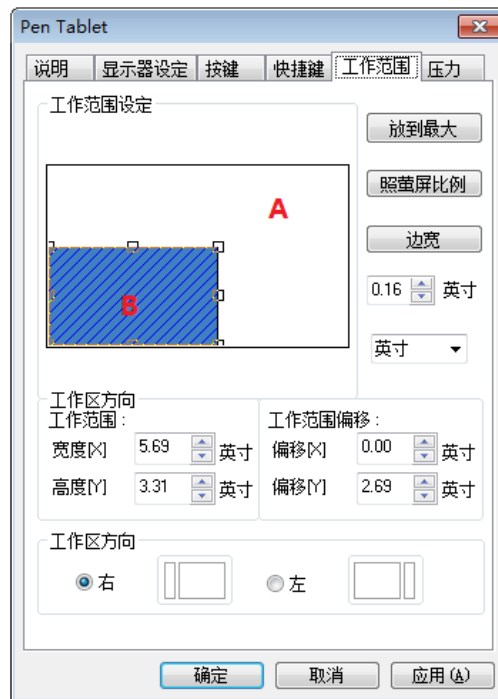 Pen Tablet
说明 显示器设定 按键 快捷鍵 工作范围 压力
工作范围设定
放到最大
A
照萤屏比例
边宽
0.16 英寸
B
英寸
工作区方向
工作范围: 工作范围偏移:
宽度[X] 5.69 英寸 偏移[X] 0.00 英寸
高度[Y] 3.31 英寸 偏移[Y] 2.69 英寸
工作区方向
右 左
确定 取消 应用(A)